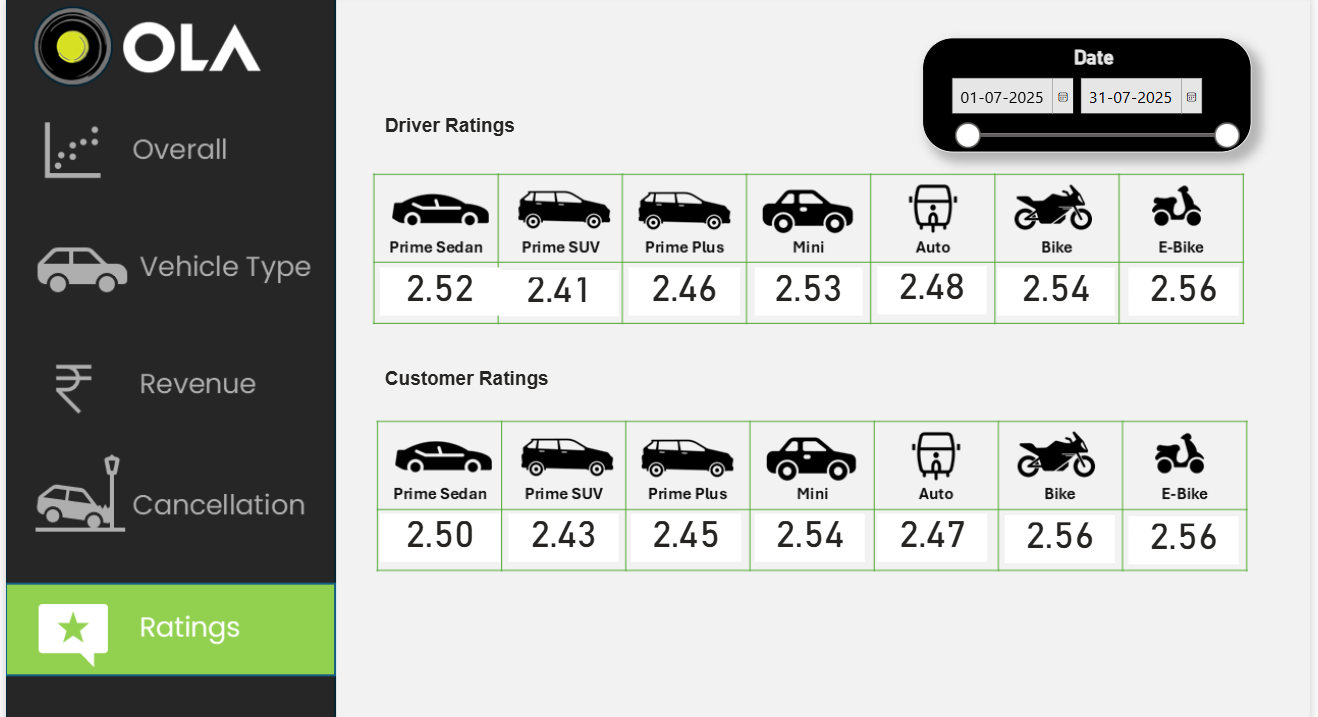 OLA
Overall
Vehicle Type
Revenue
Cancellation
Ratings
Date
01-07-2025 31-07-2025
Driver Ratings
Prime Sedan Prime SUV Prime Plus Mini Auto Bike E-Bike
2.52 2.41 2.46 2.53 2.48 2.54 2.56
Customer Ratings
Prime Sedan Prime SUV Prime Plus Mini Auto Bike E-Bike
2.50 2.43 2.45 2.54 2.47 2.56 2.56